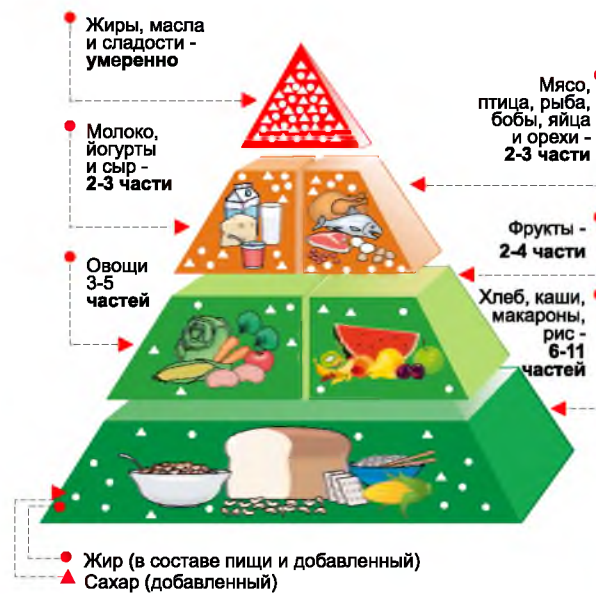 Жиры, масла
и сладости -
умеренно
Мясо,
птица, рыба,
бобы, яйца
и орехи -
2-3 части
Молоко,
йогурты
и сыр -
2-3 части
Фрукты -
2-4 части
Овощи
3-5
частей
Хлеб, каши,
макароны,
рис -
6-11
частей
Жир (в составе пищи и добавленный)
Сахар (добавленный)